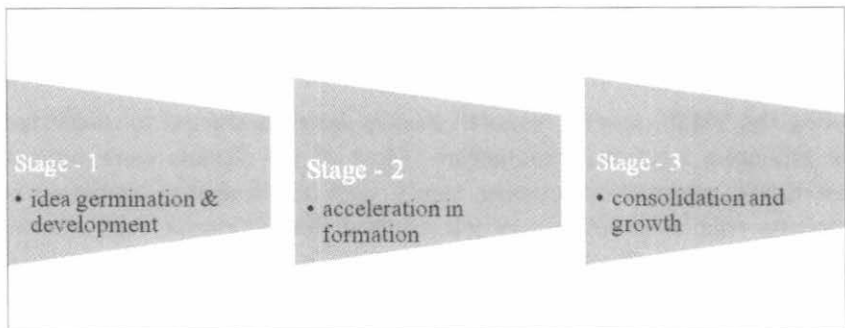 Stage - 1
• idea germination &
development
Stage - 2
• acceleration in
formation
Stage - 3
• consolidation and
growth